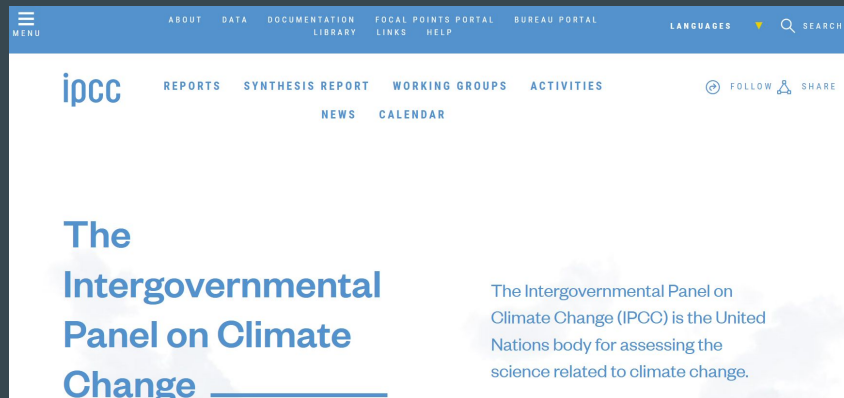 MENU
ABOUT DATA DOCUMENTATION FOCAL POINTS PORTAL BUREAU PORTAL
LIBRARY LINKS HELP
LANGUAGES
SEARCH
ipcc
REPORTS SYNTHESIS REPORT WORKING GROUPS ACTIVITIES
NEWS CALENDAR
FOLLOW SHARE
The
Intergovernmental
Panel on Climate
Change
The Intergovernmental Panel on
Climate Change (IPCC) is the United
Nations body for assessing the
science related to climate change.